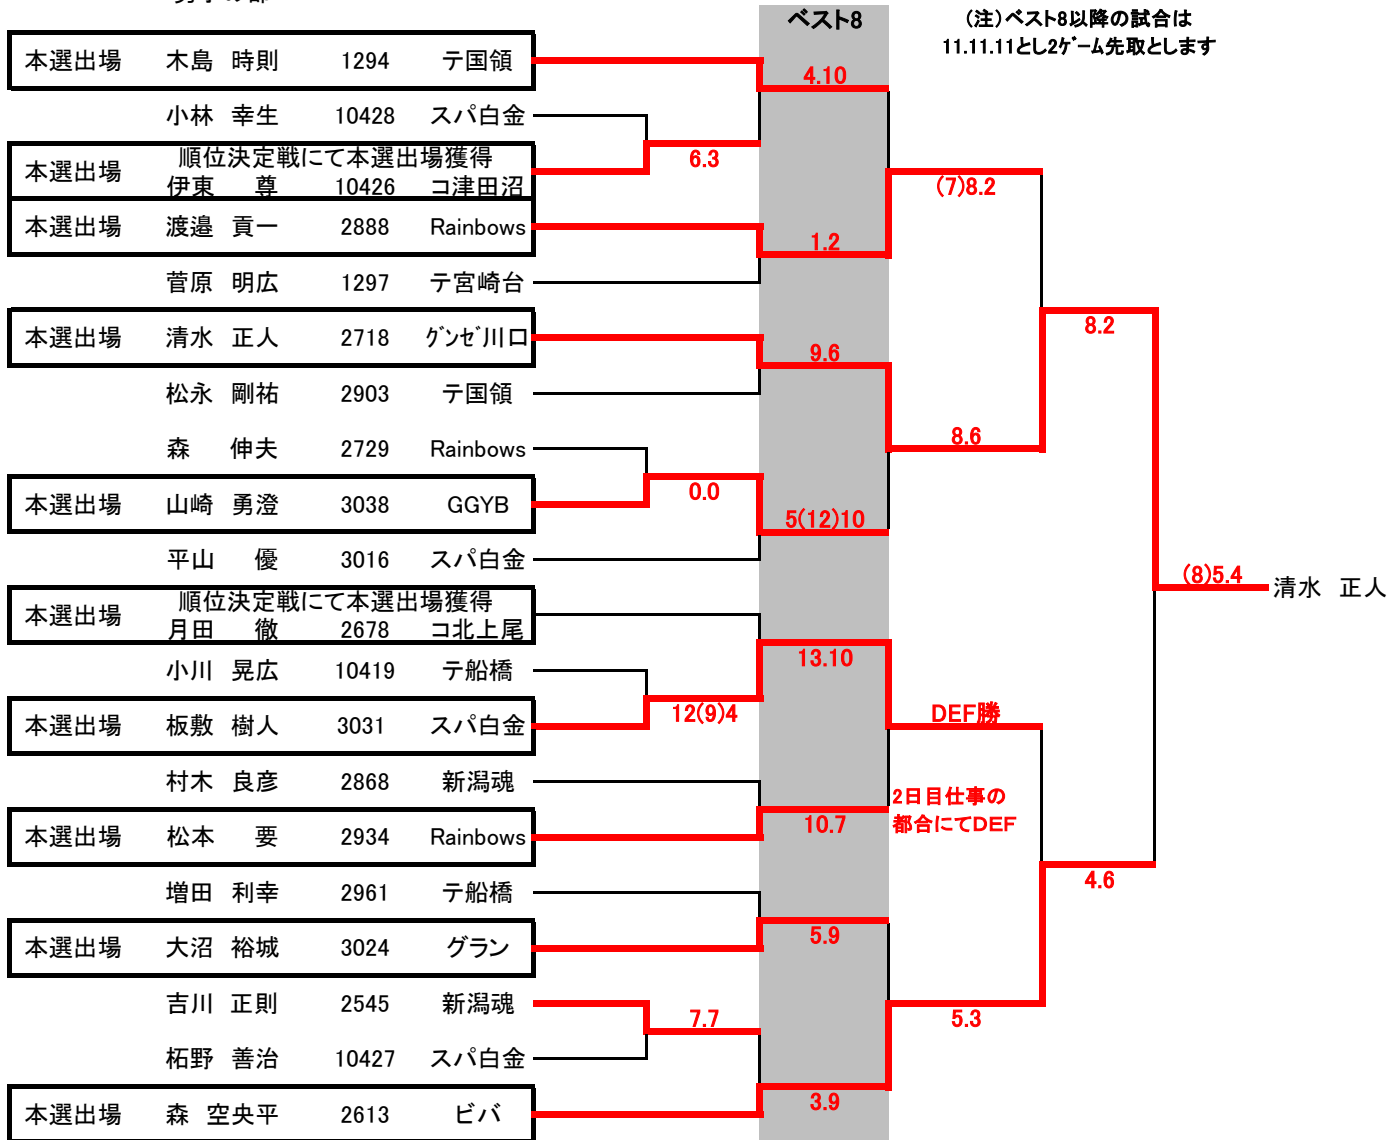 ベスト8
(注)ベスト8以降の試合は
11.11.11とし2ゲーム先取とします
本選出場 木島 時則 1294 テ国領
4.10
小林 幸生 10428 スパ白金
6.3
本選出場 順位決定戦にて本選出場獲得
伊東 尊 10426 コ津田沼
(7)8.2
本選出場 渡邉 貢一 2888 Rainbows
1.2
菅原 明広 1297 テ宮崎台
8.2
本選出場 清水 正人 2718 グンゼ川口
9.6
松永 剛祐 2903 テ国領
8.6
森 伸夫 2729 Rainbows
0.0
本選出場 山崎 勇澄 3038 GGYB
5(12)10
平山 優 3016 スパ白金
(8)5.4
清水 正人
本選出場 順位決定戦にて本選出場獲得
月田 徹 2678 コ北上尾
13.10
小川 晃広 10419 テ船橋
12(9)4
DEF勝
本選出場 板敷 樹人 3031 スパ白金
村木 良彦 2868 新潟魂
2日目仕事の
都合にてDEF
10.7
本選出場 松本 要 2934 Rainbows
4.6
増田 利幸 2961 テ船橋
5.9
本選出場 大沼 裕城 3024 グラン
吉川 正則 2545 新潟魂
7.7
5.3
柘野 善治 10427 スパ白金
3.9
本選出場 森 空央平 2613 ビバ